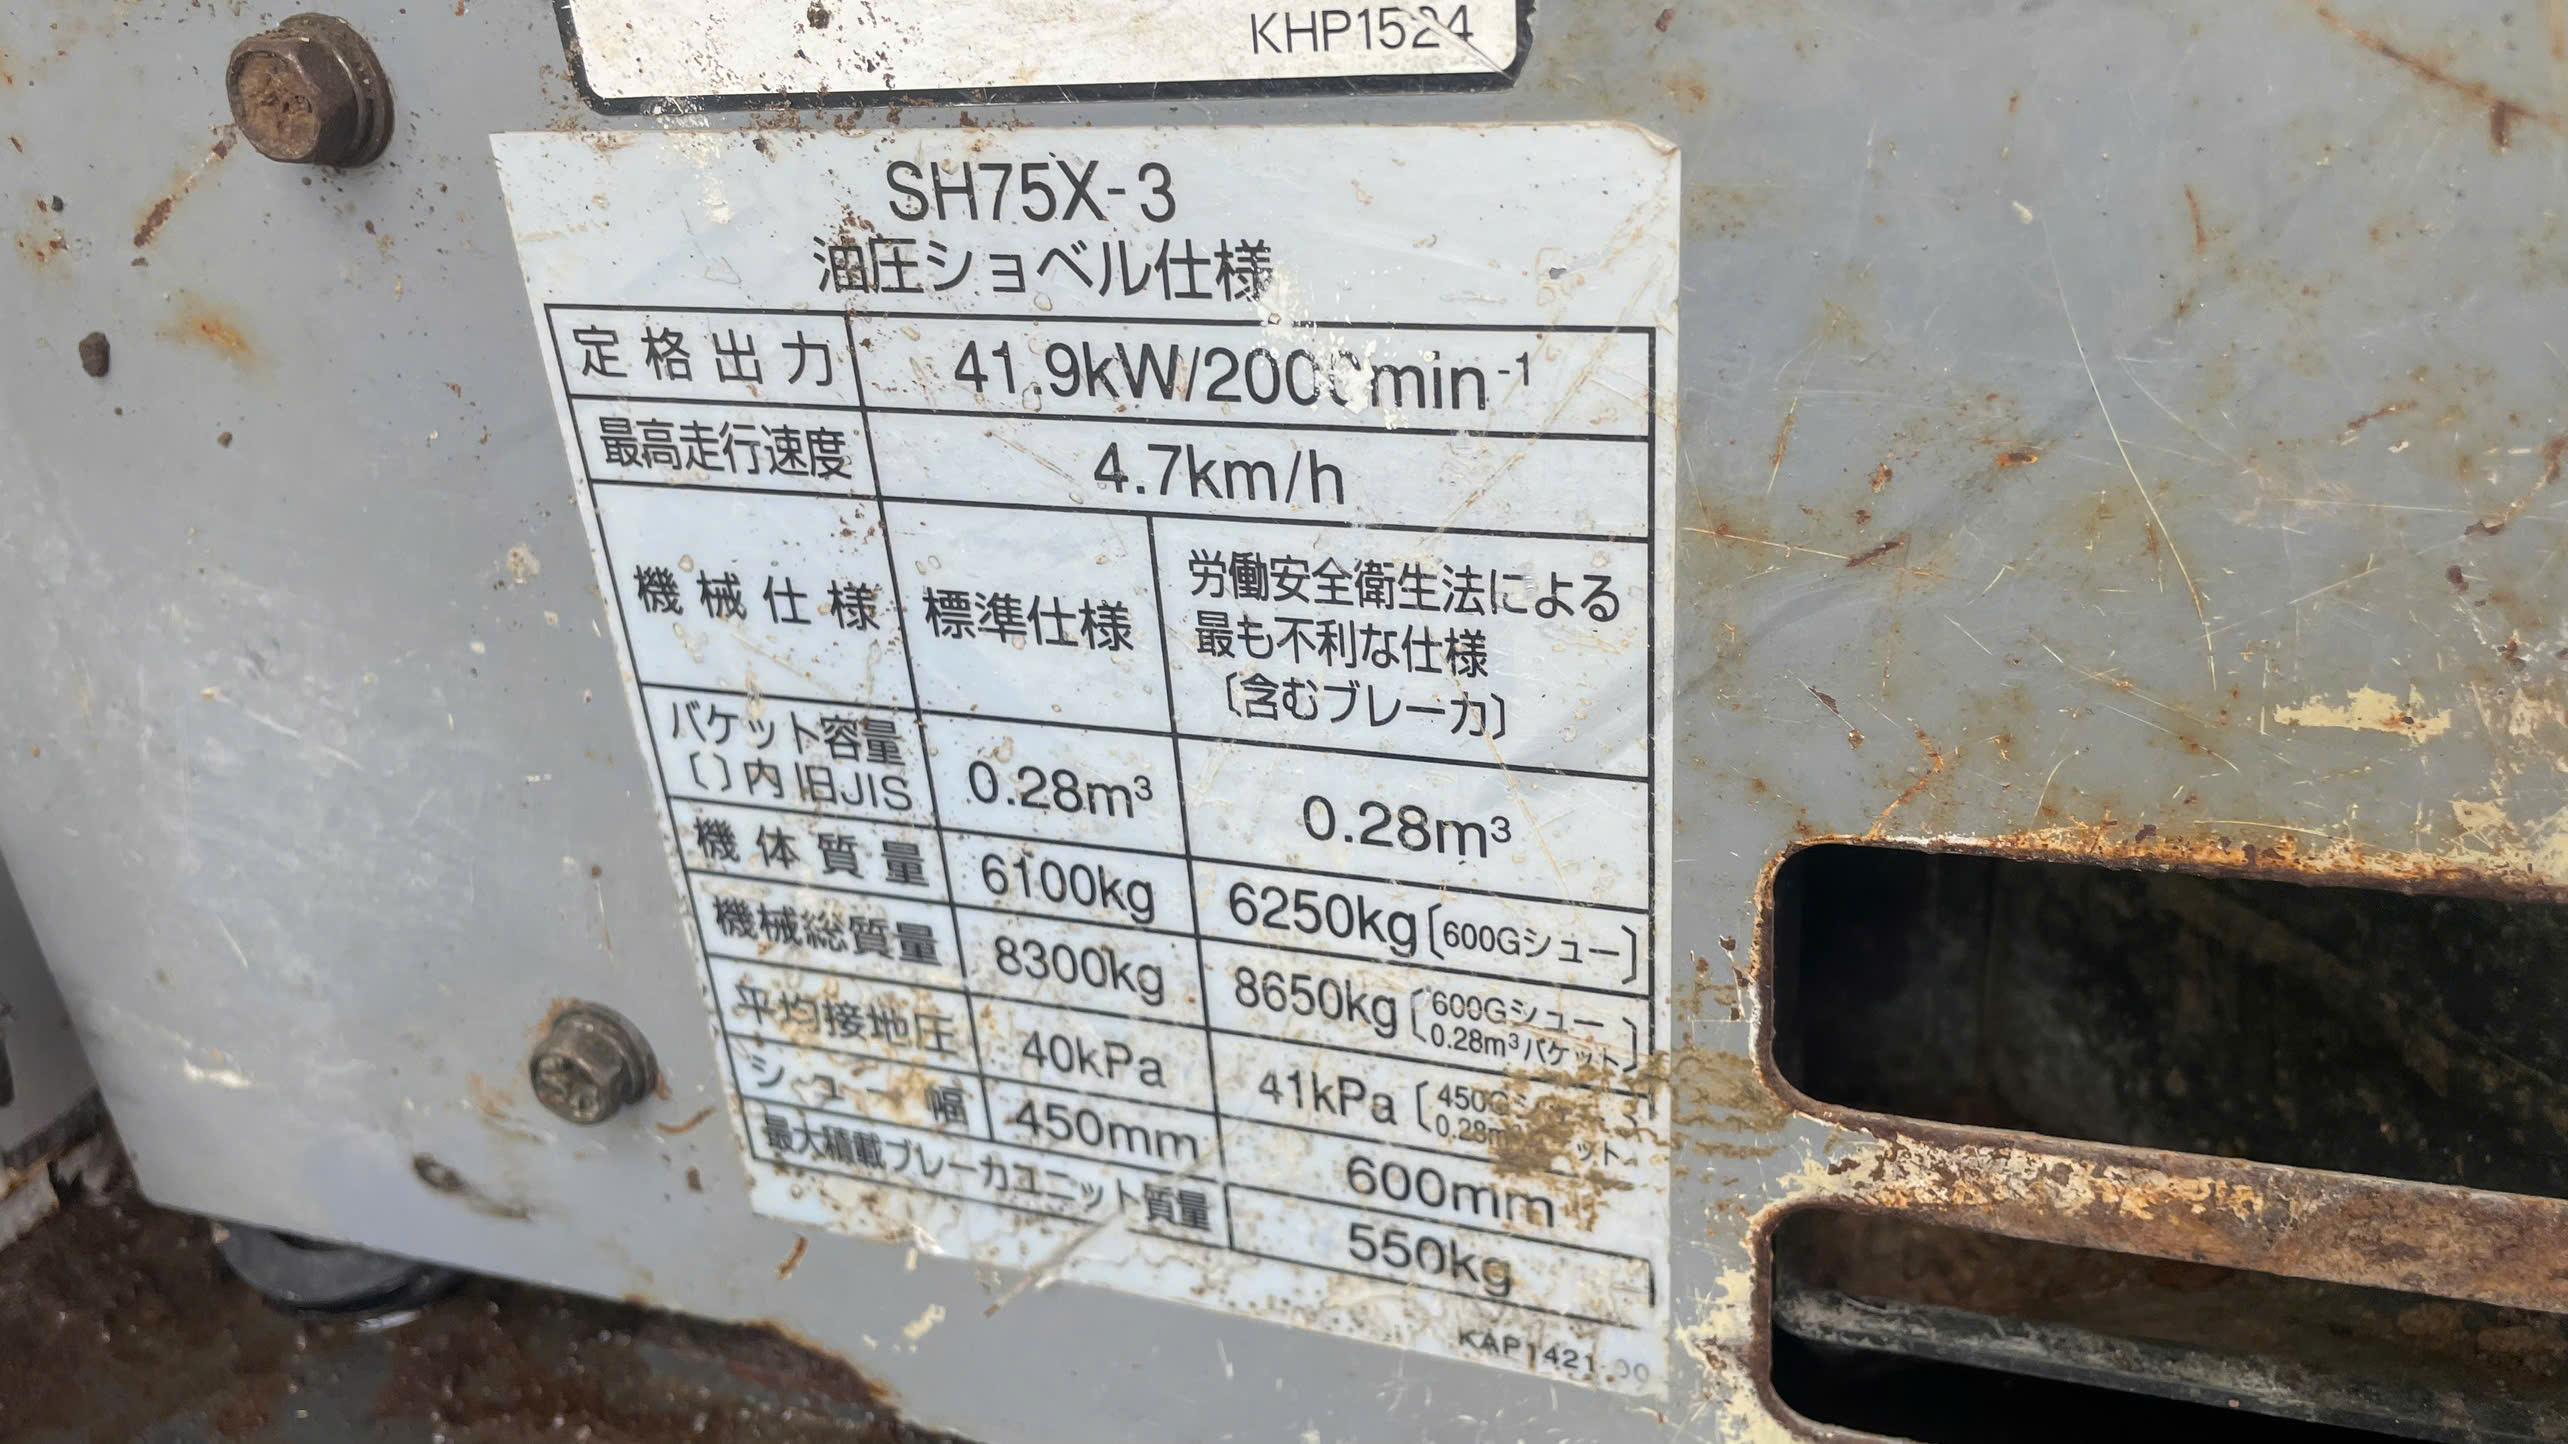 KHP1524
SH75X-3
油圧ショベル仕様
定格出力 41.9kW/2000min-1
最高走行速度 4.7km/h
機械仕様 標準仕様 労働安全衛生法による
最も不利な仕様
〔含むブレーカ〕
バケット容量
〔〕内旧JIS 0.28m³ 0.28m³
機体質量 6100kg 6250kg〔600Gシュー〕
機械総質量 8300kg 8650kg〔600Gシュー
0.28m³バケット〕
平均接地圧 40kPa 41kPa〔450G
0.28m³
シュー幅 450mm 600mm
最大積載ブレーカユニット質量 550kg
KAP1421